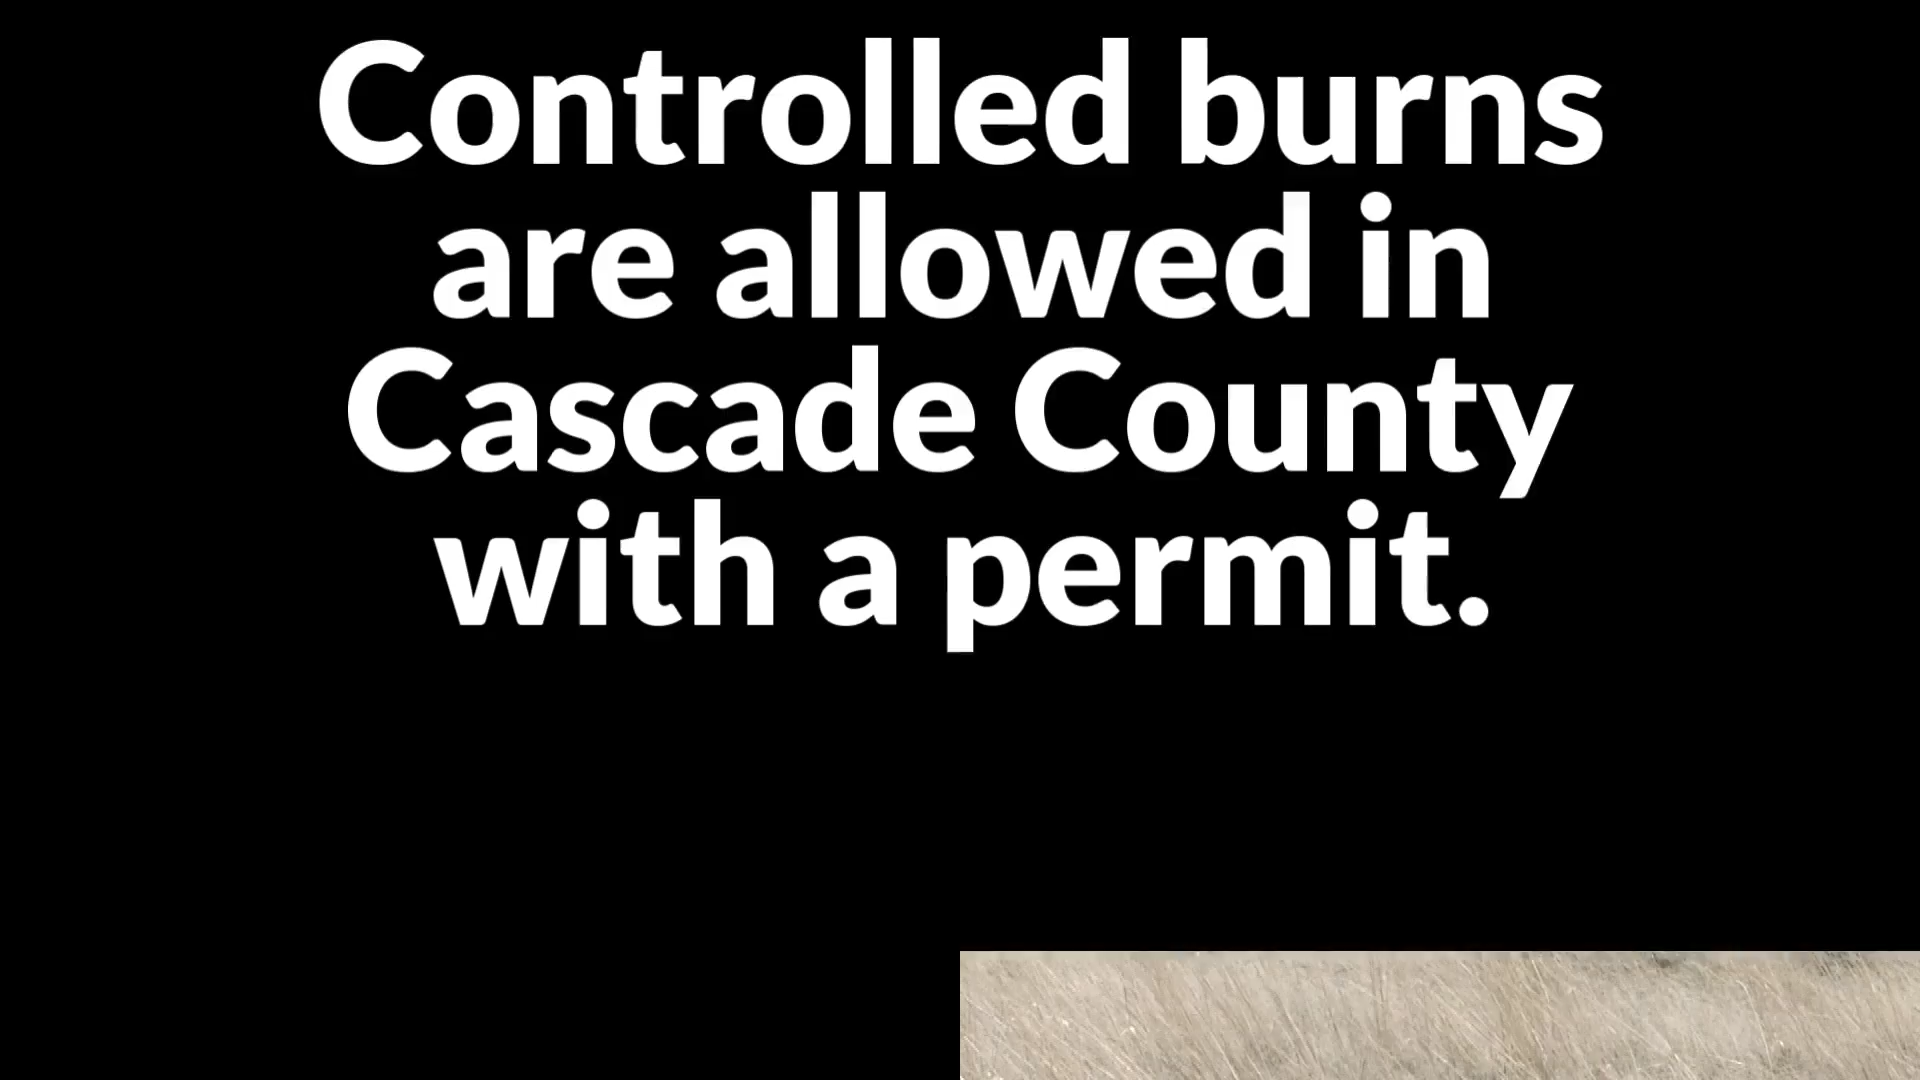 Controlled burns
are allowed in
Cascade County
with a permit.